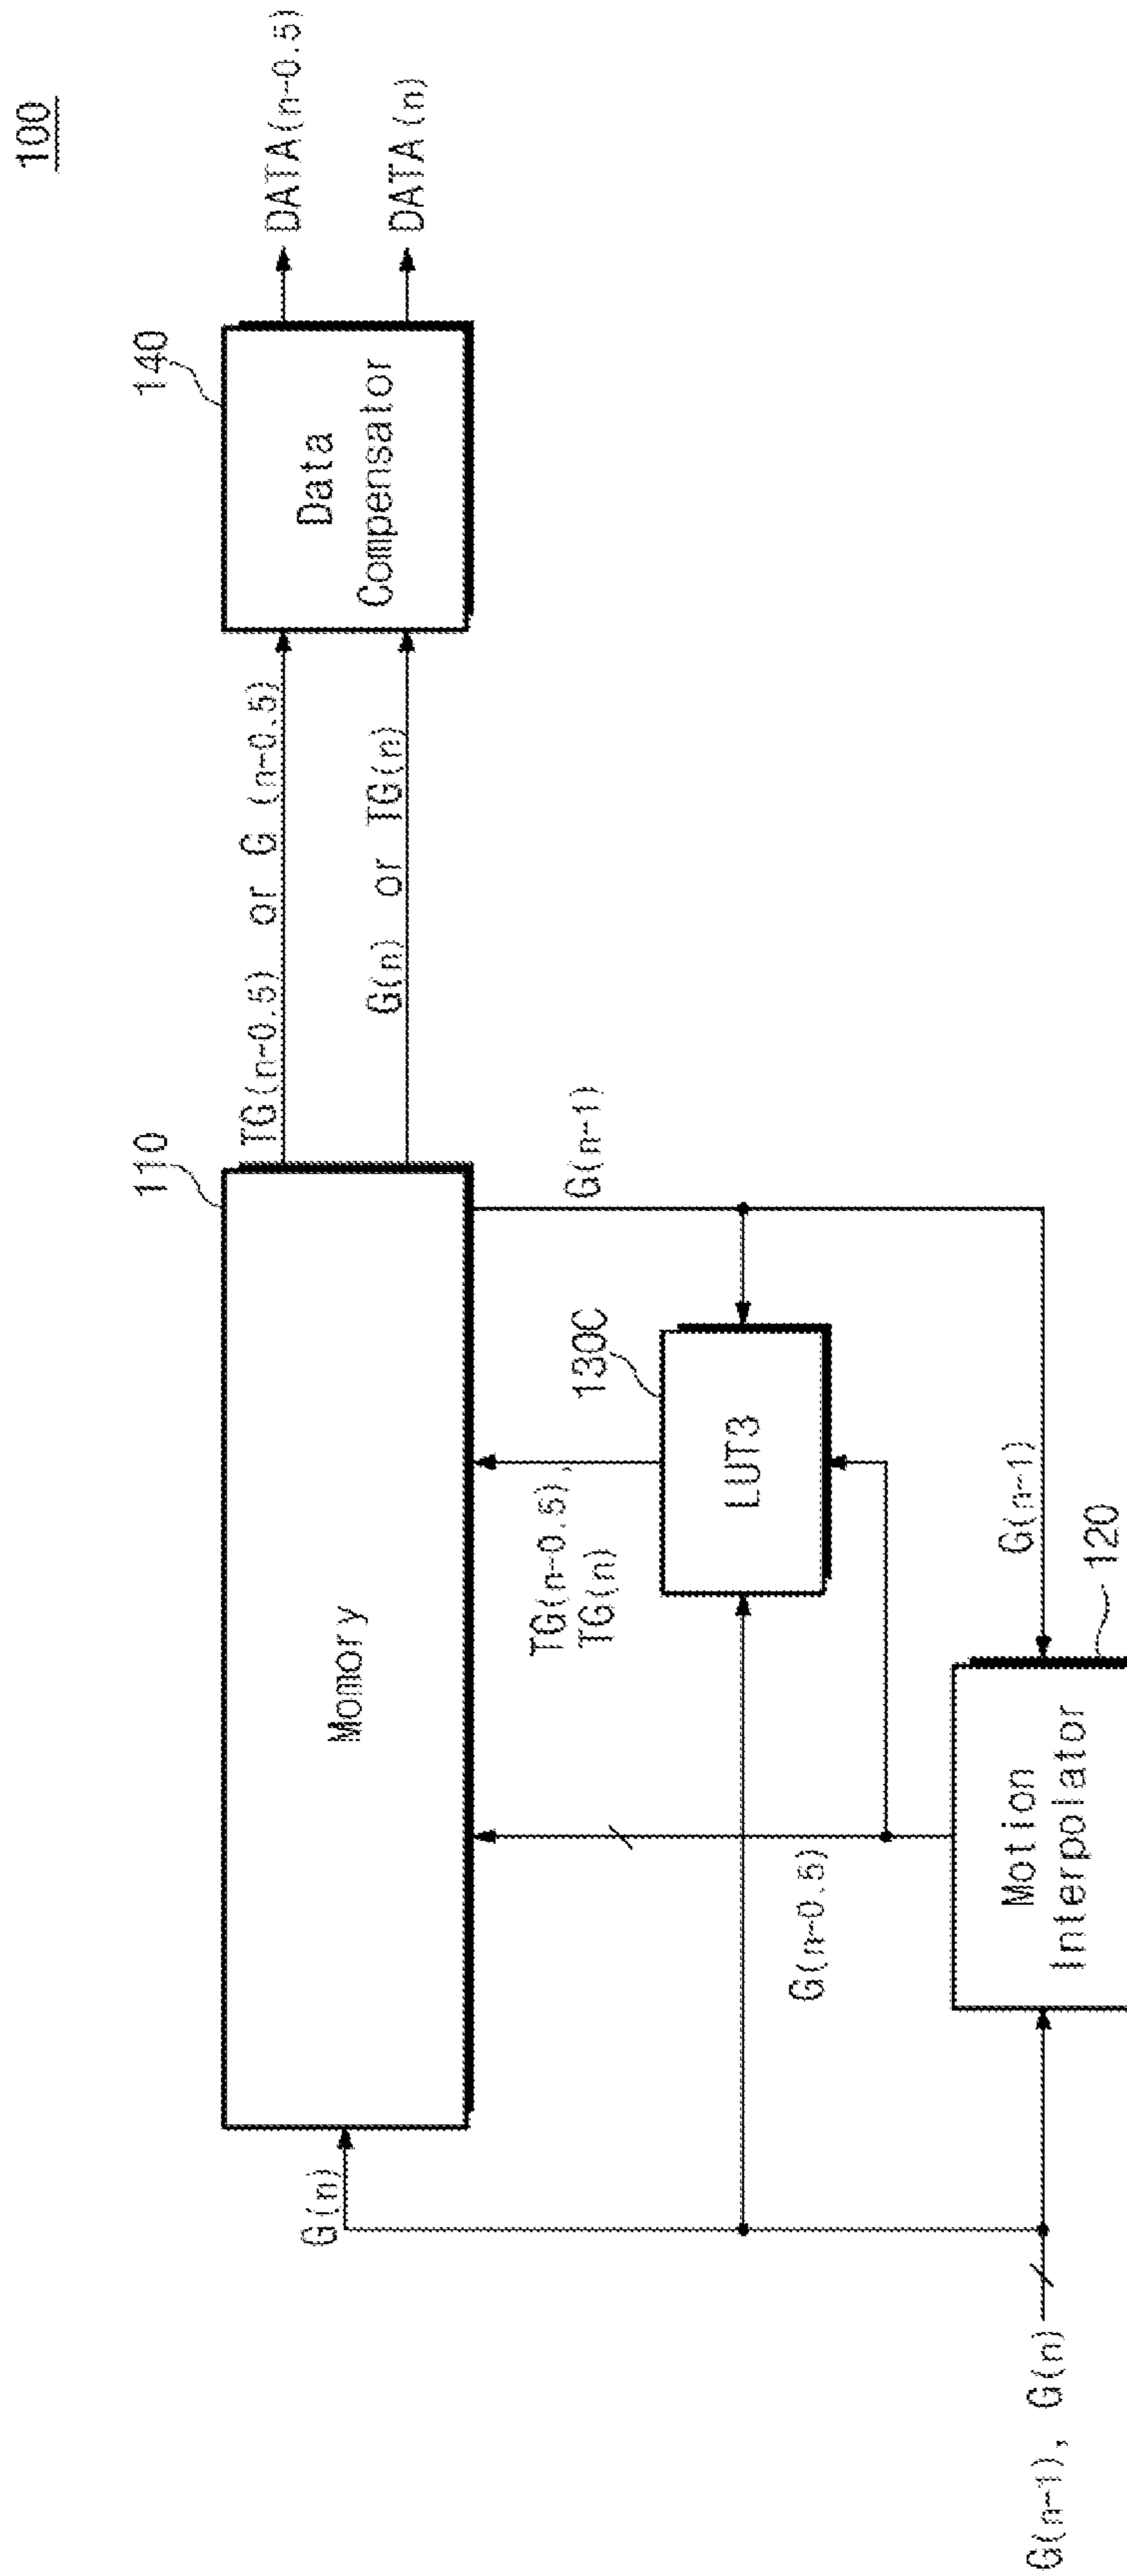 100
110
140
G(n)
Momory
TG(n-0.5) or G (n-0.5)
G(n) or TG(n)
Data
Compensator
DATA(n-0.5)
DATA(n)
TG(n-0.5),
TG(n)
130C
G(n-1)
LUT3
G(n-0.5)
G(n-1)
120
Motion
Interpolator
G(n-1), G(n)